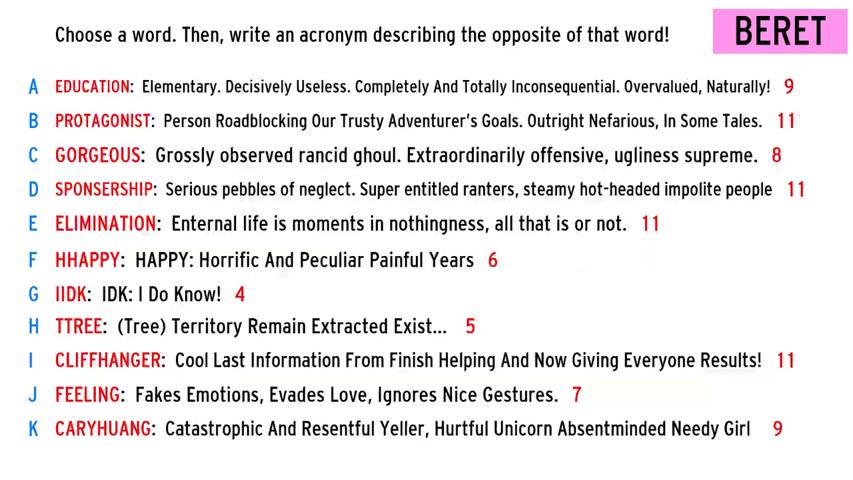 Choose a word. Then, write an acronym describing the opposite of that word!
BERET
A EDUCATION: Elementary. Decisively Useless. Completely And Totally Inconsequential. Overvalued, Naturally! 9
B PROTAGONIST: Person Roadblocking Our Trusty Adventurer's Goals. Outright Nefarious, In Some Tales. 11
C GORGEOUS: Grossly observed rancid ghoul. Extraordinarily offensive, ugliness supreme. 8
D SPONSERSHIP: Serious pebbles of neglect. Super entitled ranters, steamy hot-headed impolite people 11
E ELIMINATION: Enternal life is moments in nothingness, all that is or not. 11
F HHAPPY: HAPPY: Horrific And Peculiar Painful Years 6
G IIDK: IDK: I Do Know! 4
H TTREE: (Tree) Territory Remain Extracted Exist... 5
I CLIFFHANGER: Cool Last Information From Finish Helping And Now Giving Everyone Results! 11
J FEELING: Fakes Emotions, Evades Love, Ignores Nice Gestures. 7
K CARYHUANG: Catastrophic And Resentful Yeller, Hurtful Unicorn Absentminded Needy Girl 9